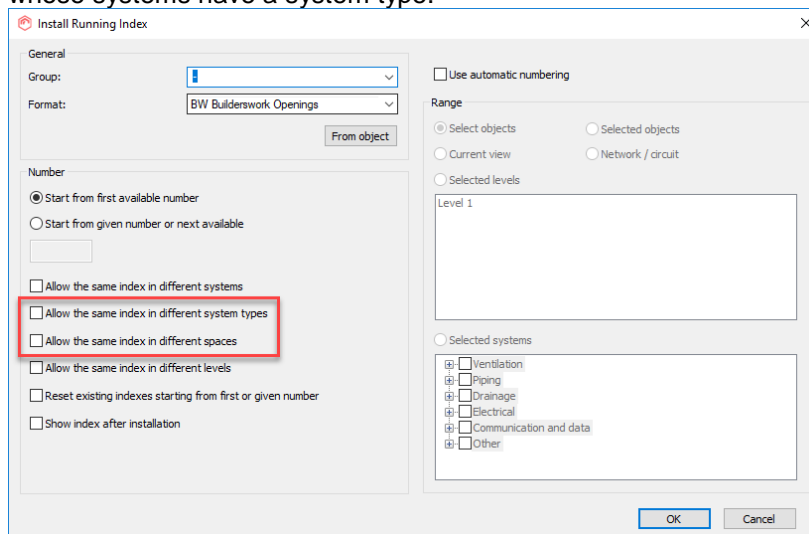 whose systems have a system type.
Install Running Index
General
Group:
-
Format:
BW Builderswork Openings
From object
Number
Start from first available number
Start from given number or next available
Allow the same index in different systems
Allow the same index in different system types
Allow the same index in different spaces
Allow the same index in different levels
Reset existing indexes starting from first or given number
Show index after installation
Use automatic numbering
Range
Select objects
Selected objects
Current view
Network / circuit
Selected levels
Level 1
Selected systems
Ventilation
Piping
Drainage
Electrical
Communication and data
Other
OK
Cancel